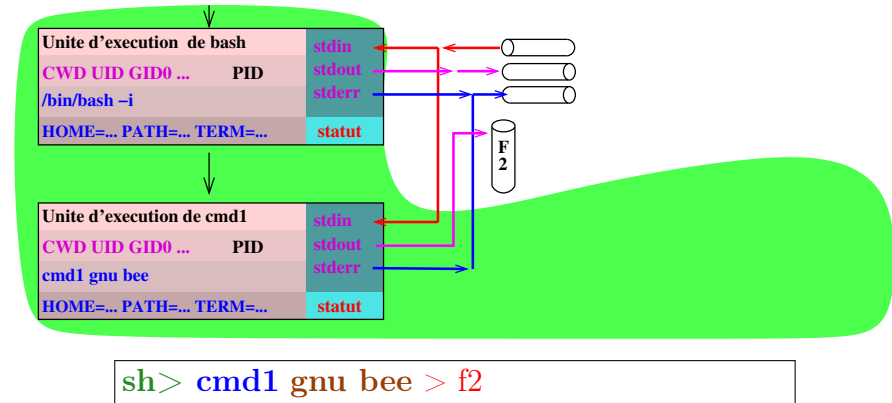 Unite d'execution de bash
stdin
CWD UID GID0 ... PID
stdout
/bin/bash –i
stderr
HOME=... PATH=... TERM=...
statut
F
2
Unite d'execution de cmd1
stdin
CWD UID GID0 ... PID
stdout
cmd1 gnu bee
stderr
HOME=... PATH=... TERM=...
statut
sh> cmd1 gnu bee > f2